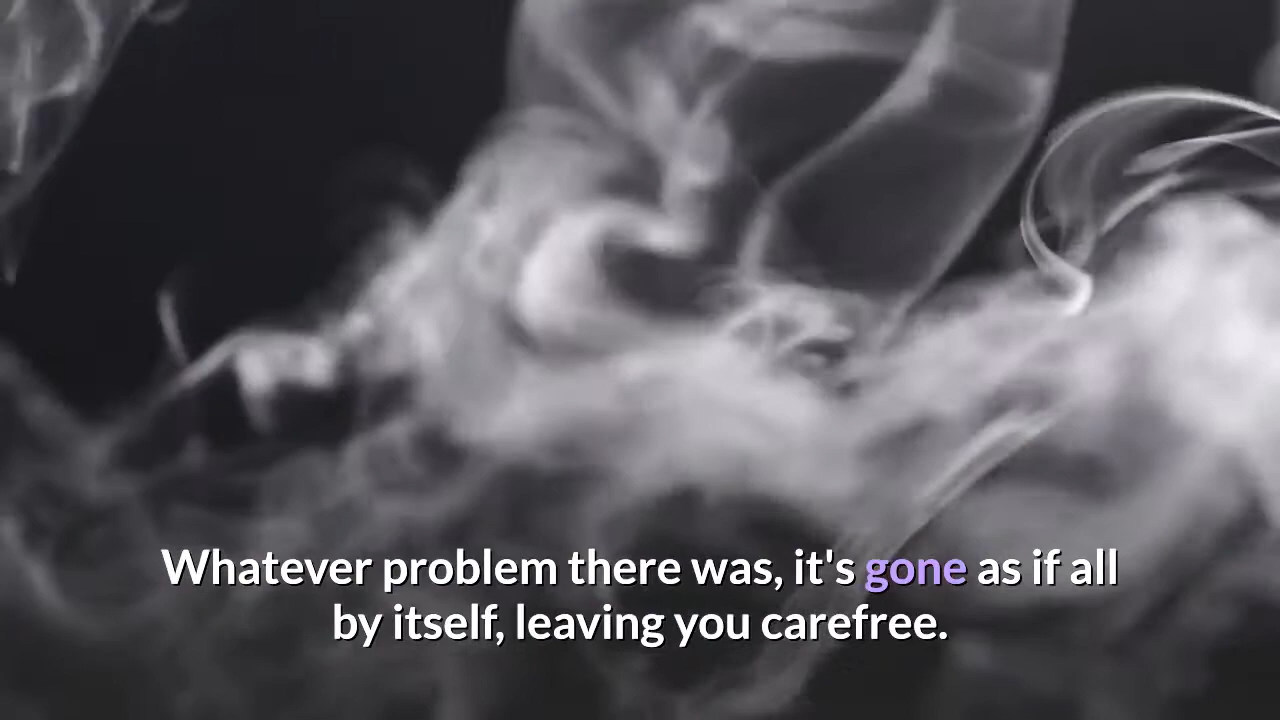 Whatever problem there was, it's gone as if all
by itself, leaving you carefree.